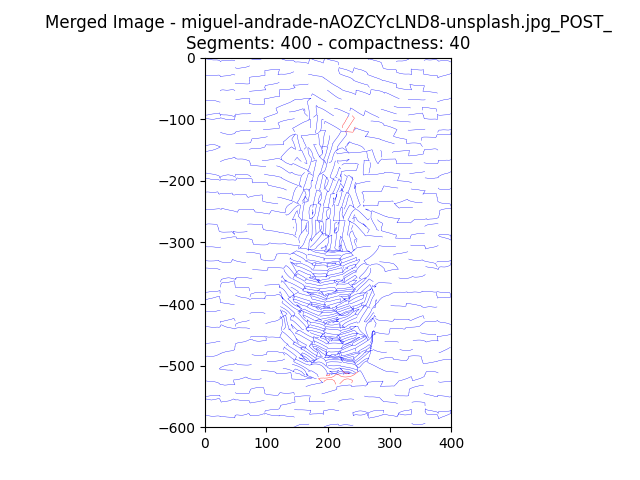 Merged Image - miguel-andrade-nAOZCYcLND8-unsplash.jpg_POST_
Segments: 400 - compactness: 40
0
−100
−200
−300
−400
−500
−600
0 100 200 300 400